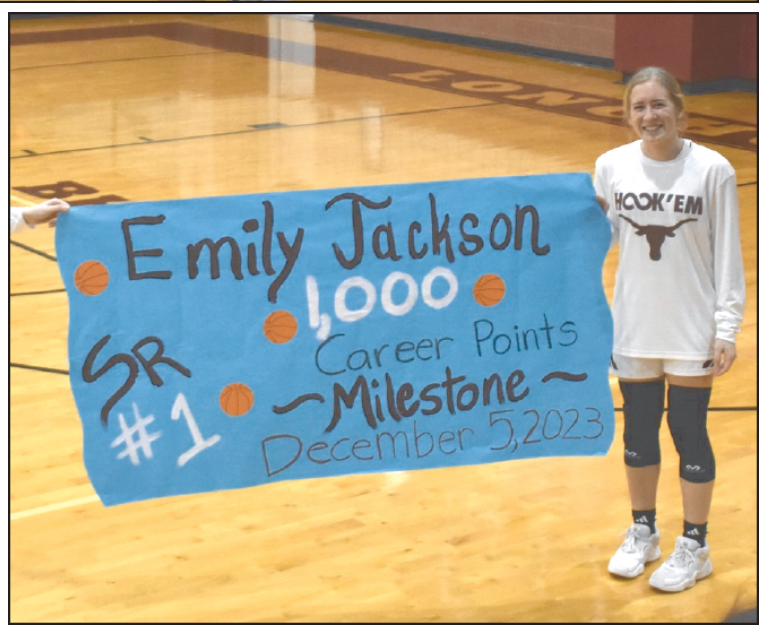 Emily Jackson
1,000
Career Points
SR
#1
~Milestone~
December 5, 2023
HOOK'EM